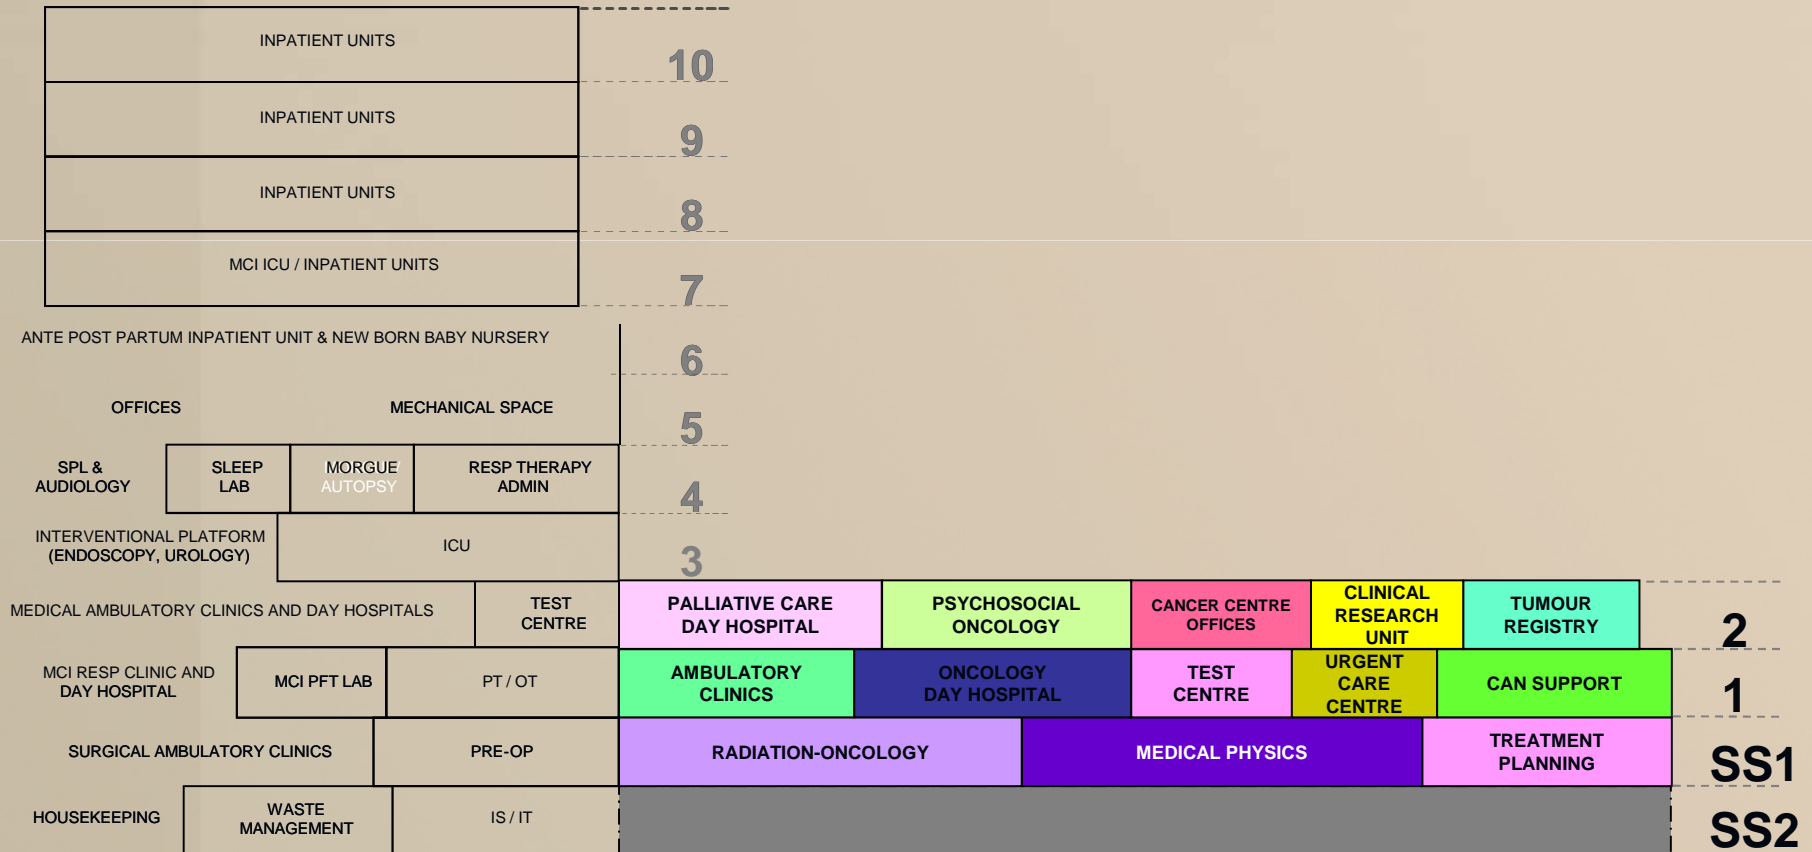 INPATIENT UNITS
10
INPATIENT UNITS
9
INPATIENT UNITS
8
MCI ICU / INPATIENT UNITS
7
ANTE POST PARTUM INPATIENT UNIT & NEW BORN BABY NURSERY
6
OFFICES
MECHANICAL SPACE
5
SPL &
AUDIOLOGY
SLEEP
LAB
MORGUE/
AUTOPSY
RESP THERAPY
ADMIN
4
INTERVENTIONAL PLATFORM
(ENDOSCOPY, UROLOGY)
ICU
3
MEDICAL AMBULATORY CLINICS AND DAY HOSPITALS
TEST
CENTRE
PALLIATIVE CARE
DAY HOSPITAL
PSYCHOSOCIAL
ONCOLOGY
CANCER CENTRE
OFFICES
CLINICAL
RESEARCH
UNIT
TUMOUR
REGISTRY
2
MCI RESP CLINIC AND
DAY HOSPITAL
MCI PFT LAB
PT / OT
AMBULATORY
CLINICS
ONCOLOGY
DAY HOSPITAL
TEST
CENTRE
URGENT
CARE
CENTRE
CAN SUPPORT
1
SURGICAL AMBULATORY CLINICS
PRE-OP
RADIATION-ONCOLOGY
MEDICAL PHYSICS
TREATMENT
PLANNING
SS1
HOUSEKEEPING
WASTE
MANAGEMENT
IS / IT
SS2